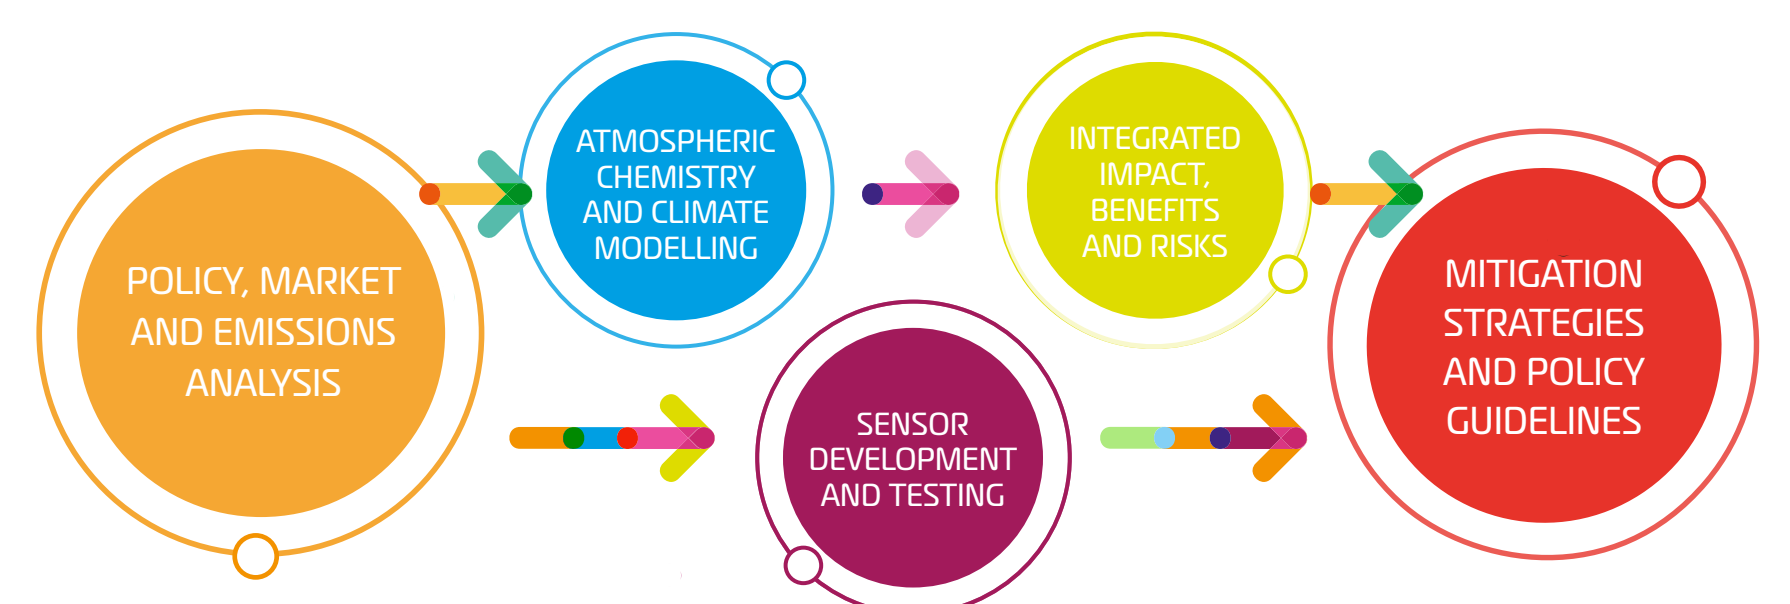 POLICY, MARKET
AND EMISSIONS
ANALYSIS
ATMOSPHERIC
CHEMISTRY
AND CLIMATE
MODELLING
SENSOR
DEVELOPMENT
AND TESTING
INTEGRATED
IMPACT,
BENEFITS
AND RISKS
MITIGATION
STRATEGIES
AND POLICY
GUIDELINES